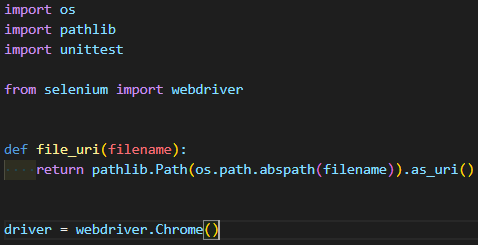 import os
import pathlib
import unittest
from selenium import webdriver
def file_uri(filename):
    return pathlib.Path(os.path.abspath(filename)).as_uri()
driver = webdriver.Chrome()